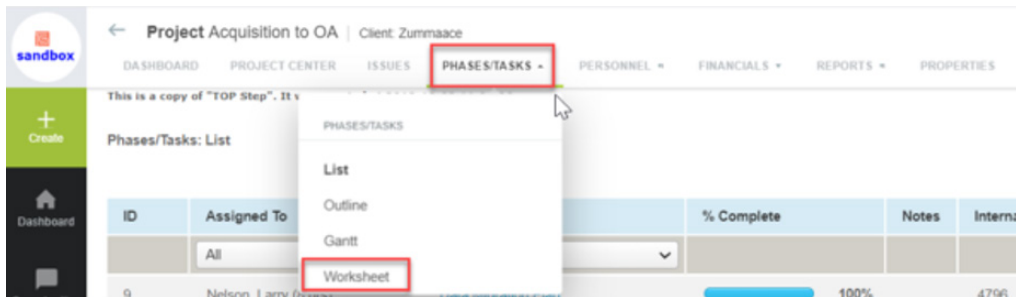 sandbox
← Project Acquisition to OA | Client: Zummaace
DASHBOARD PROJECT CENTER ISSUES PHASES/TASKS PERSONNEL FINANCIALS REPORTS PROPERTIES
This is a copy of "TOP Step". It
Create
Phases/Tasks: List
PHASES/TASKS
List
Outline
Gantt
Worksheet
Dashboard
ID Assigned To % Complete Notes Interna
All
9 Nelson, Larry 100% 4796